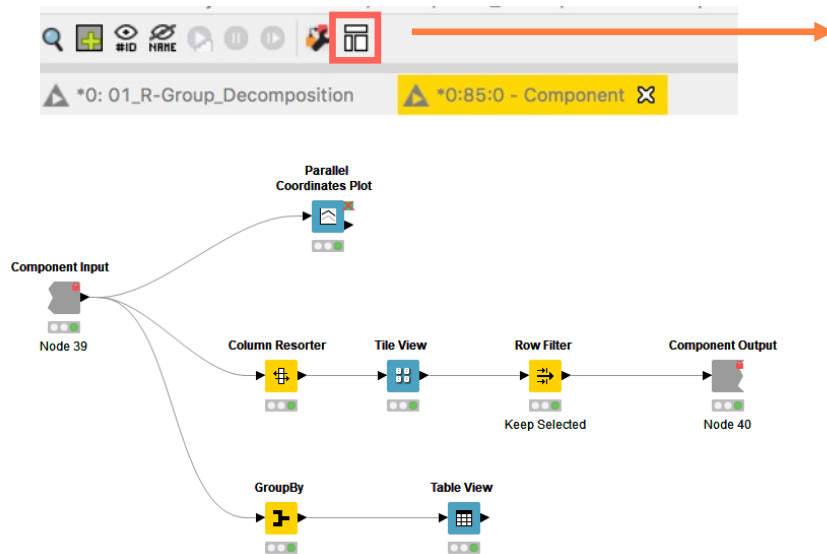 #ID NAME
*0: 01_R-Group_Decomposition
*0:85:0 - Component
Parallel
Coordinates Plot
Component Input
Node 39
Column Resorter
Tile View
Row Filter
Component Output
Keep Selected
Node 40
GroupBy
Table View